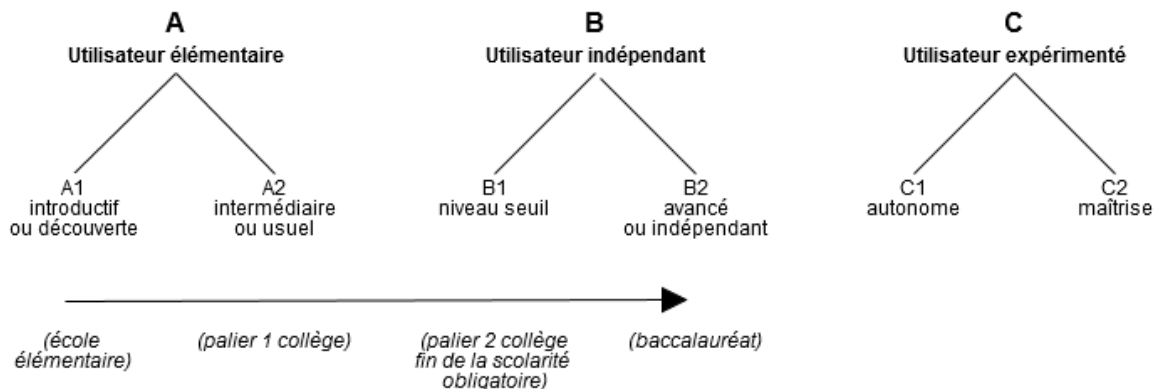 A
Utilisateur élémentaire
A1
introductif
ou découverte
A2
intermédiaire
ou usuel
B
Utilisateur indépendant
B1
niveau seuil
B2
avancé
ou indépendant
C
Utilisateur expérimenté
C1
autonome
C2
maîtrise
(école
élémentaire)
(palier 1 collège)
(palier 2 collège
fin de la scolarité
obligatoire)
(baccalauréat)